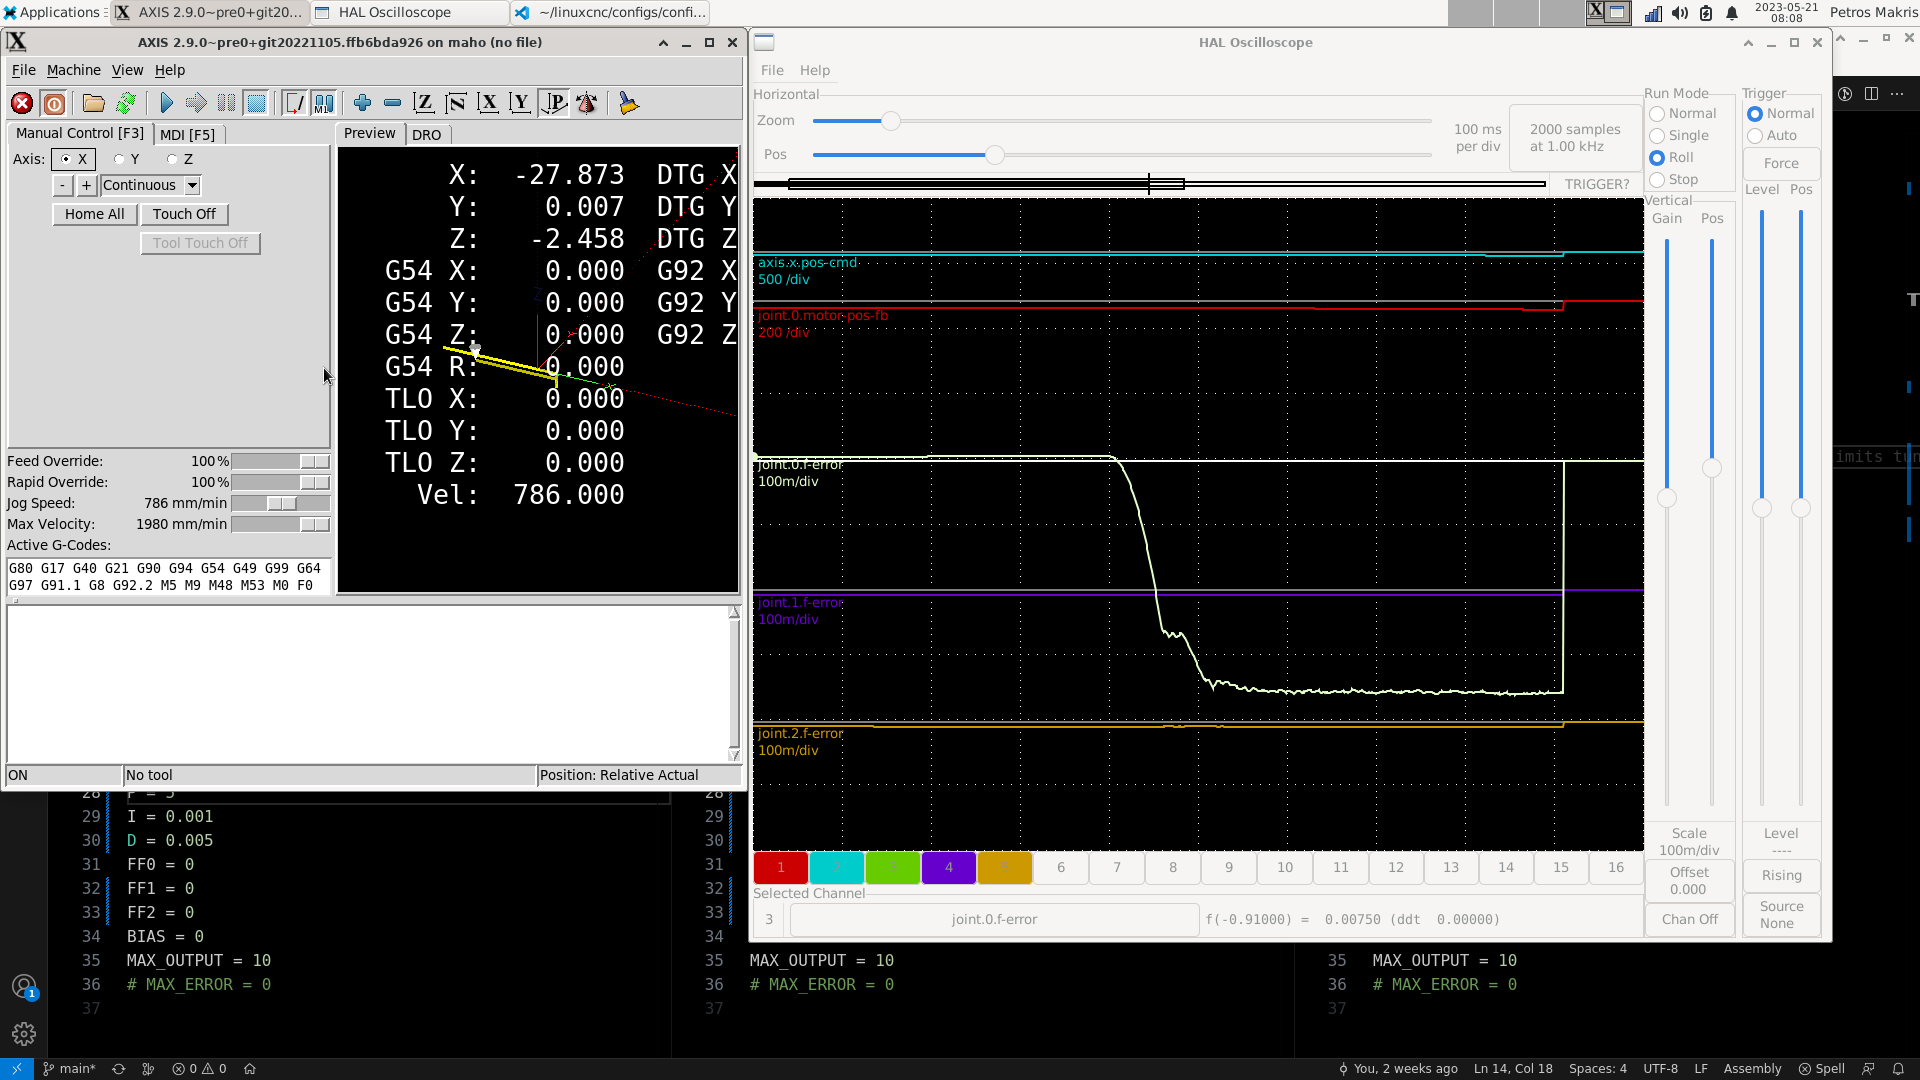 Applications
AXIS 2.9.0~pre0+git20...
HAL Oscilloscope
~/linuxcnc/configs/confi...
2023-05-21
08:08
Petros Makris
AXIS 2.9.0~pre0+git20221105.ffb6bda926 on maho (no file)
File Machine View Help
Manual Control [F3]
MDI [F5]
Axis: X Y Z
- + Continuous
Home All
Touch Off
Tool Touch Off
Feed Override: 100%
Rapid Override: 100%
Jog Speed: 786 mm/min
Max Velocity: 1980 mm/min
Active G-Codes:
G80 G17 G40 G21 G90 G94 G54 G49 G99 G64
G97 G91.1 G8 G92.2 M5 M9 M48 M53 M0 F0
Preview
DRO
X: -27.873 DTG X
Y: 0.007 DTG Y
Z: -2.458 DTG Z
G54 X: 0.000 G92 X
G54 Y: 0.000 G92 Y
G54 Z: 0.000 G92 Z
G54 R: 0.000
TLO X: 0.000
TLO Y: 0.000
TLO Z: 0.000
Vel: 786.000
ON
No tool
Position: Relative Actual
HAL Oscilloscope
File Help
Horizontal
Zoom
Pos
100 ms
per div
2000 samples
at 1.00 kHz
TRIGGER?
Run Mode
Normal
Single
Roll
Stop
Trigger
Normal
Auto
Force
Level Pos
Vertical
Gain Pos
axis.x.pos-cmd
500 /div
joint.0.motor-pos-fb
200 /div
joint.0.f-error
100m/div
joint.1.f-error
100m/div
joint.2.f-error
100m/div
1 2 3 4 5 6 7 8 9 10 11 12 13 14 15 16
Selected Channel
3 joint.0.f-error f(-0.91000) = 0.00750 (ddt 0.00000)
Scale
100m/div
Offset
0.000
Chan Off
Level
----
Rising
Source
None
28 P = 5
29 I = 0.001
30 D = 0.005
31 FF0 = 0
32 FF1 = 0
33 FF2 = 0
34 BIAS = 0
35 MAX_OUTPUT = 10
36 # MAX_ERROR = 0
37
28
29
30
31
32
33
34
35 MAX_OUTPUT = 10
36 # MAX_ERROR = 0
37
35 MAX_OUTPUT = 10
36 # MAX_ERROR = 0
37
1
main*
0 0
You, 2 weeks ago
Ln 14, Col 18
Spaces: 4
UTF-8
LF
Assembly
Spell